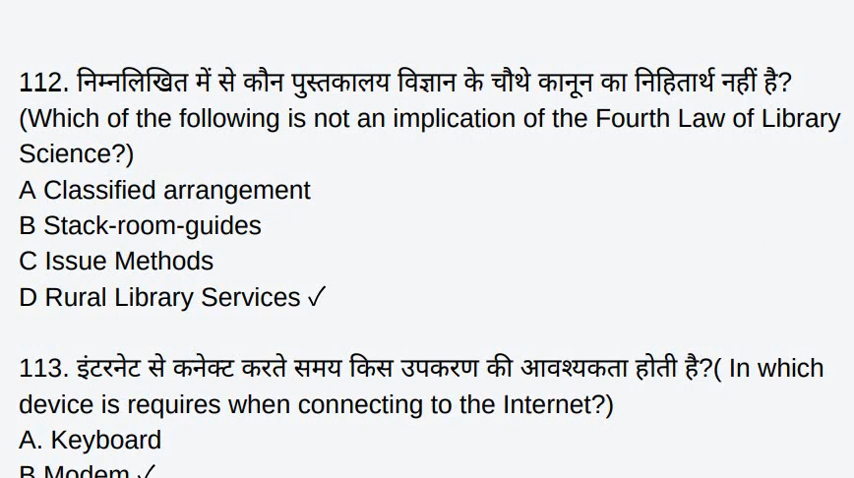 112. निम्नलिखित में से कौन पुस्तकालय विज्ञान के चौथे कानून का निहितार्थ नहीं है?
(Which of the following is not an implication of the Fourth Law of Library
Science?)
A Classified arrangement
B Stack-room-guides
C Issue Methods
D Rural Library Services ✓
113. इंटरनेट से कनेक्ट करते समय किस उपकरण की आवश्यकता होती है?( In which
device is requires when connecting to the Internet?)
A. Keyboard
B Modem ✓